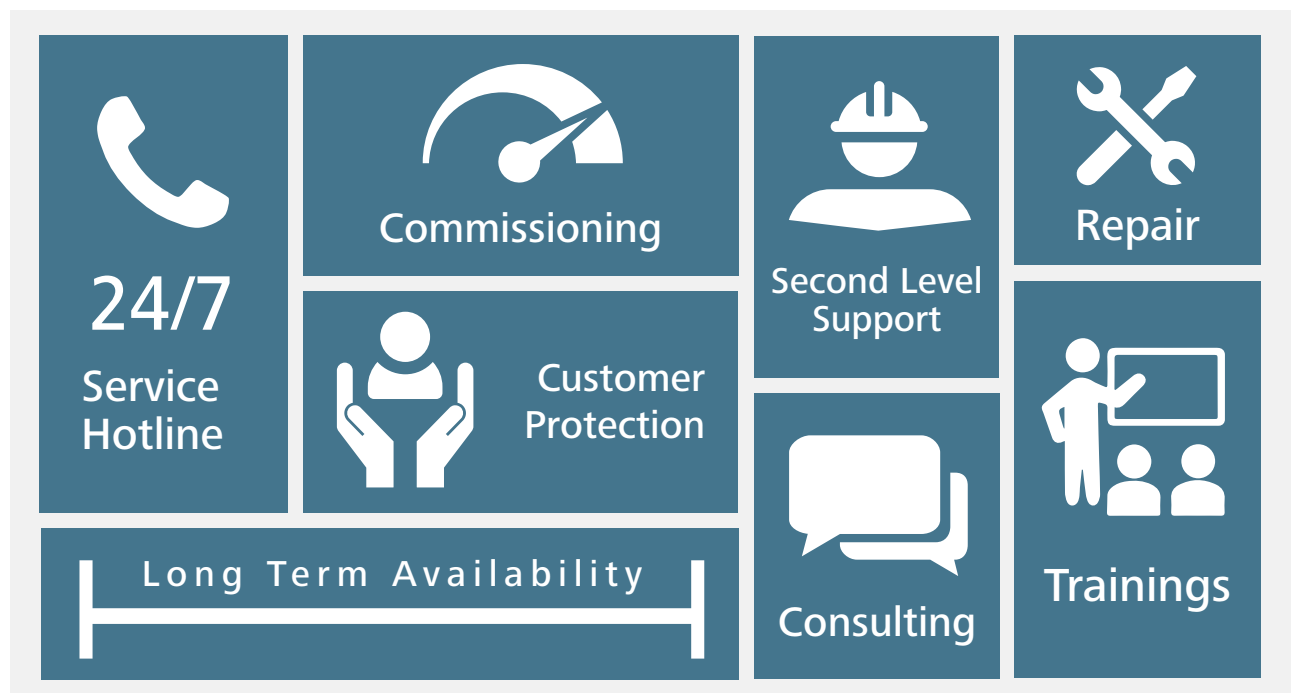 24/7
Service
Hotline
Commissioning
Customer
Protection
Long Term Availability
Second Level
Support
Consulting
Repair
Trainings